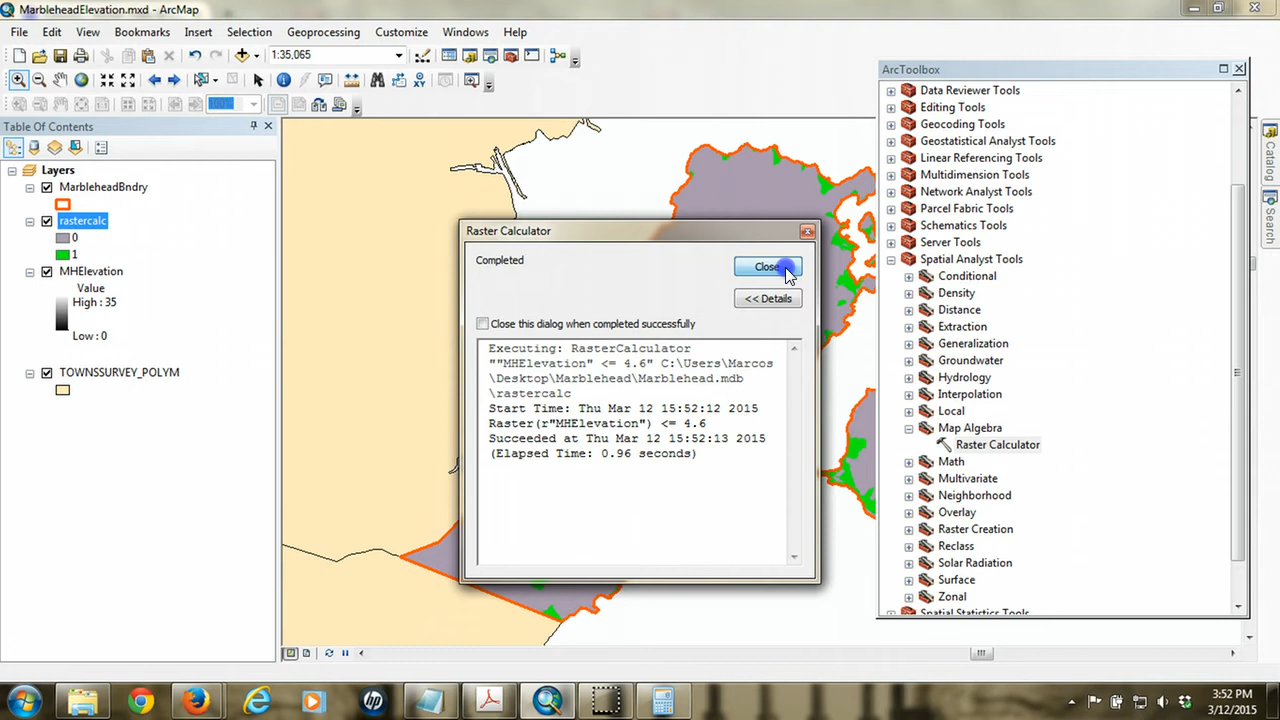 MarbleheadElevation.mxd - ArcMap
File Edit View Bookmarks Insert Selection Geoprocessing Customize Windows Help
1:35,065
100%
Table Of Contents
Layers
MarbleheadBndry
rastercalc
0
1
MHElevation
Value
High : 35
Low : 0
TOWNSSURVEY_POLYM
Raster Calculator
Completed
Close
<< Details
Close this dialog when completed successfully
Executing: RasterCalculator
""MHElevation" <= 4.6" C:\Users\Marcos
\Desktop\Marblehead\Marblehead.mdb
\rastercalc
Start Time: Thu Mar 12 15:52:12 2015
Raster(r"MHElevation") <= 4.6
Succeeded at Thu Mar 12 15:52:13 2015
(Elapsed Time: 0.96 seconds)
ArcToolbox
Data Reviewer Tools
Editing Tools
Geocoding Tools
Geostatistical Analyst Tools
Linear Referencing Tools
Multidimension Tools
Network Analyst Tools
Parcel Fabric Tools
Schematics Tools
Server Tools
Spatial Analyst Tools
Conditional
Density
Distance
Extraction
Generalization
Groundwater
Hydrology
Interpolation
Local
Map Algebra
Raster Calculator
Math
Multivariate
Neighborhood
Overlay
Raster Creation
Reclass
Solar Radiation
Surface
Zonal
Spatial Statistics Tools
Catalog
Search
3:52 PM
3/12/2015